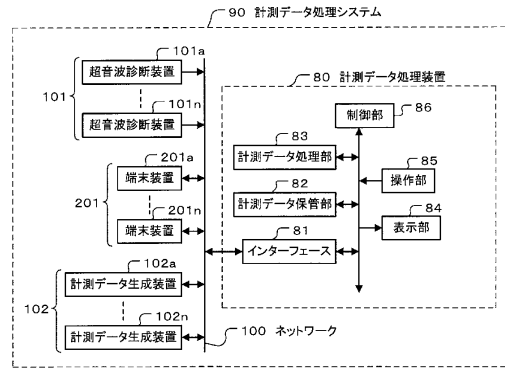 90 計測データ処理システム
101a
超音波診断装置
101
101n
超音波診断装置
80 計測データ処理装置
制御部
86
83
計測データ処理部
85
操作部
82
計測データ保管部
84
表示部
81
インターフェース
201a
端末装置
201
201n
端末装置
102a
計測データ生成装置
102
102n
計測データ生成装置
100 ネットワーク